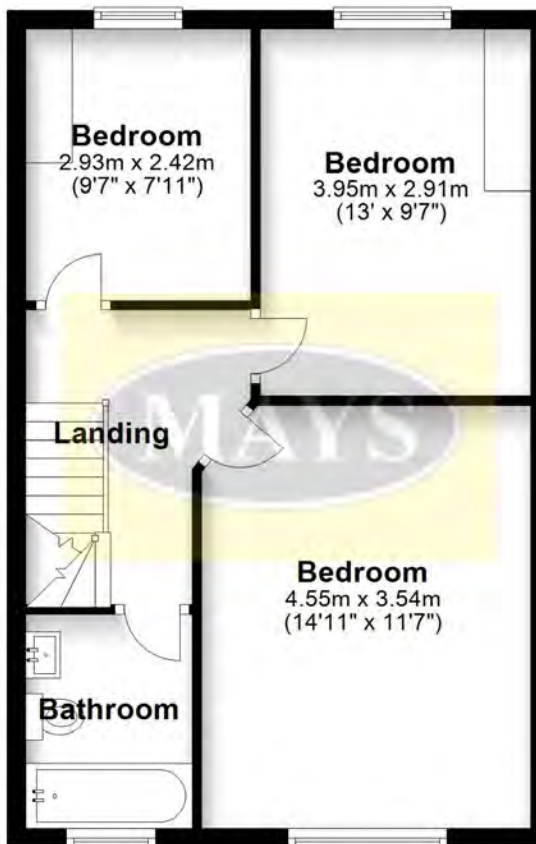 Bedroom
2.93m x 2.42m
(9'7" x 7'11")
Bedroom
3.95m x 2.91m
(13' x 9'7")
MAYS
Landing
Bedroom
4.55m x 3.54m
(14'11" x 11'7")
Bathroom